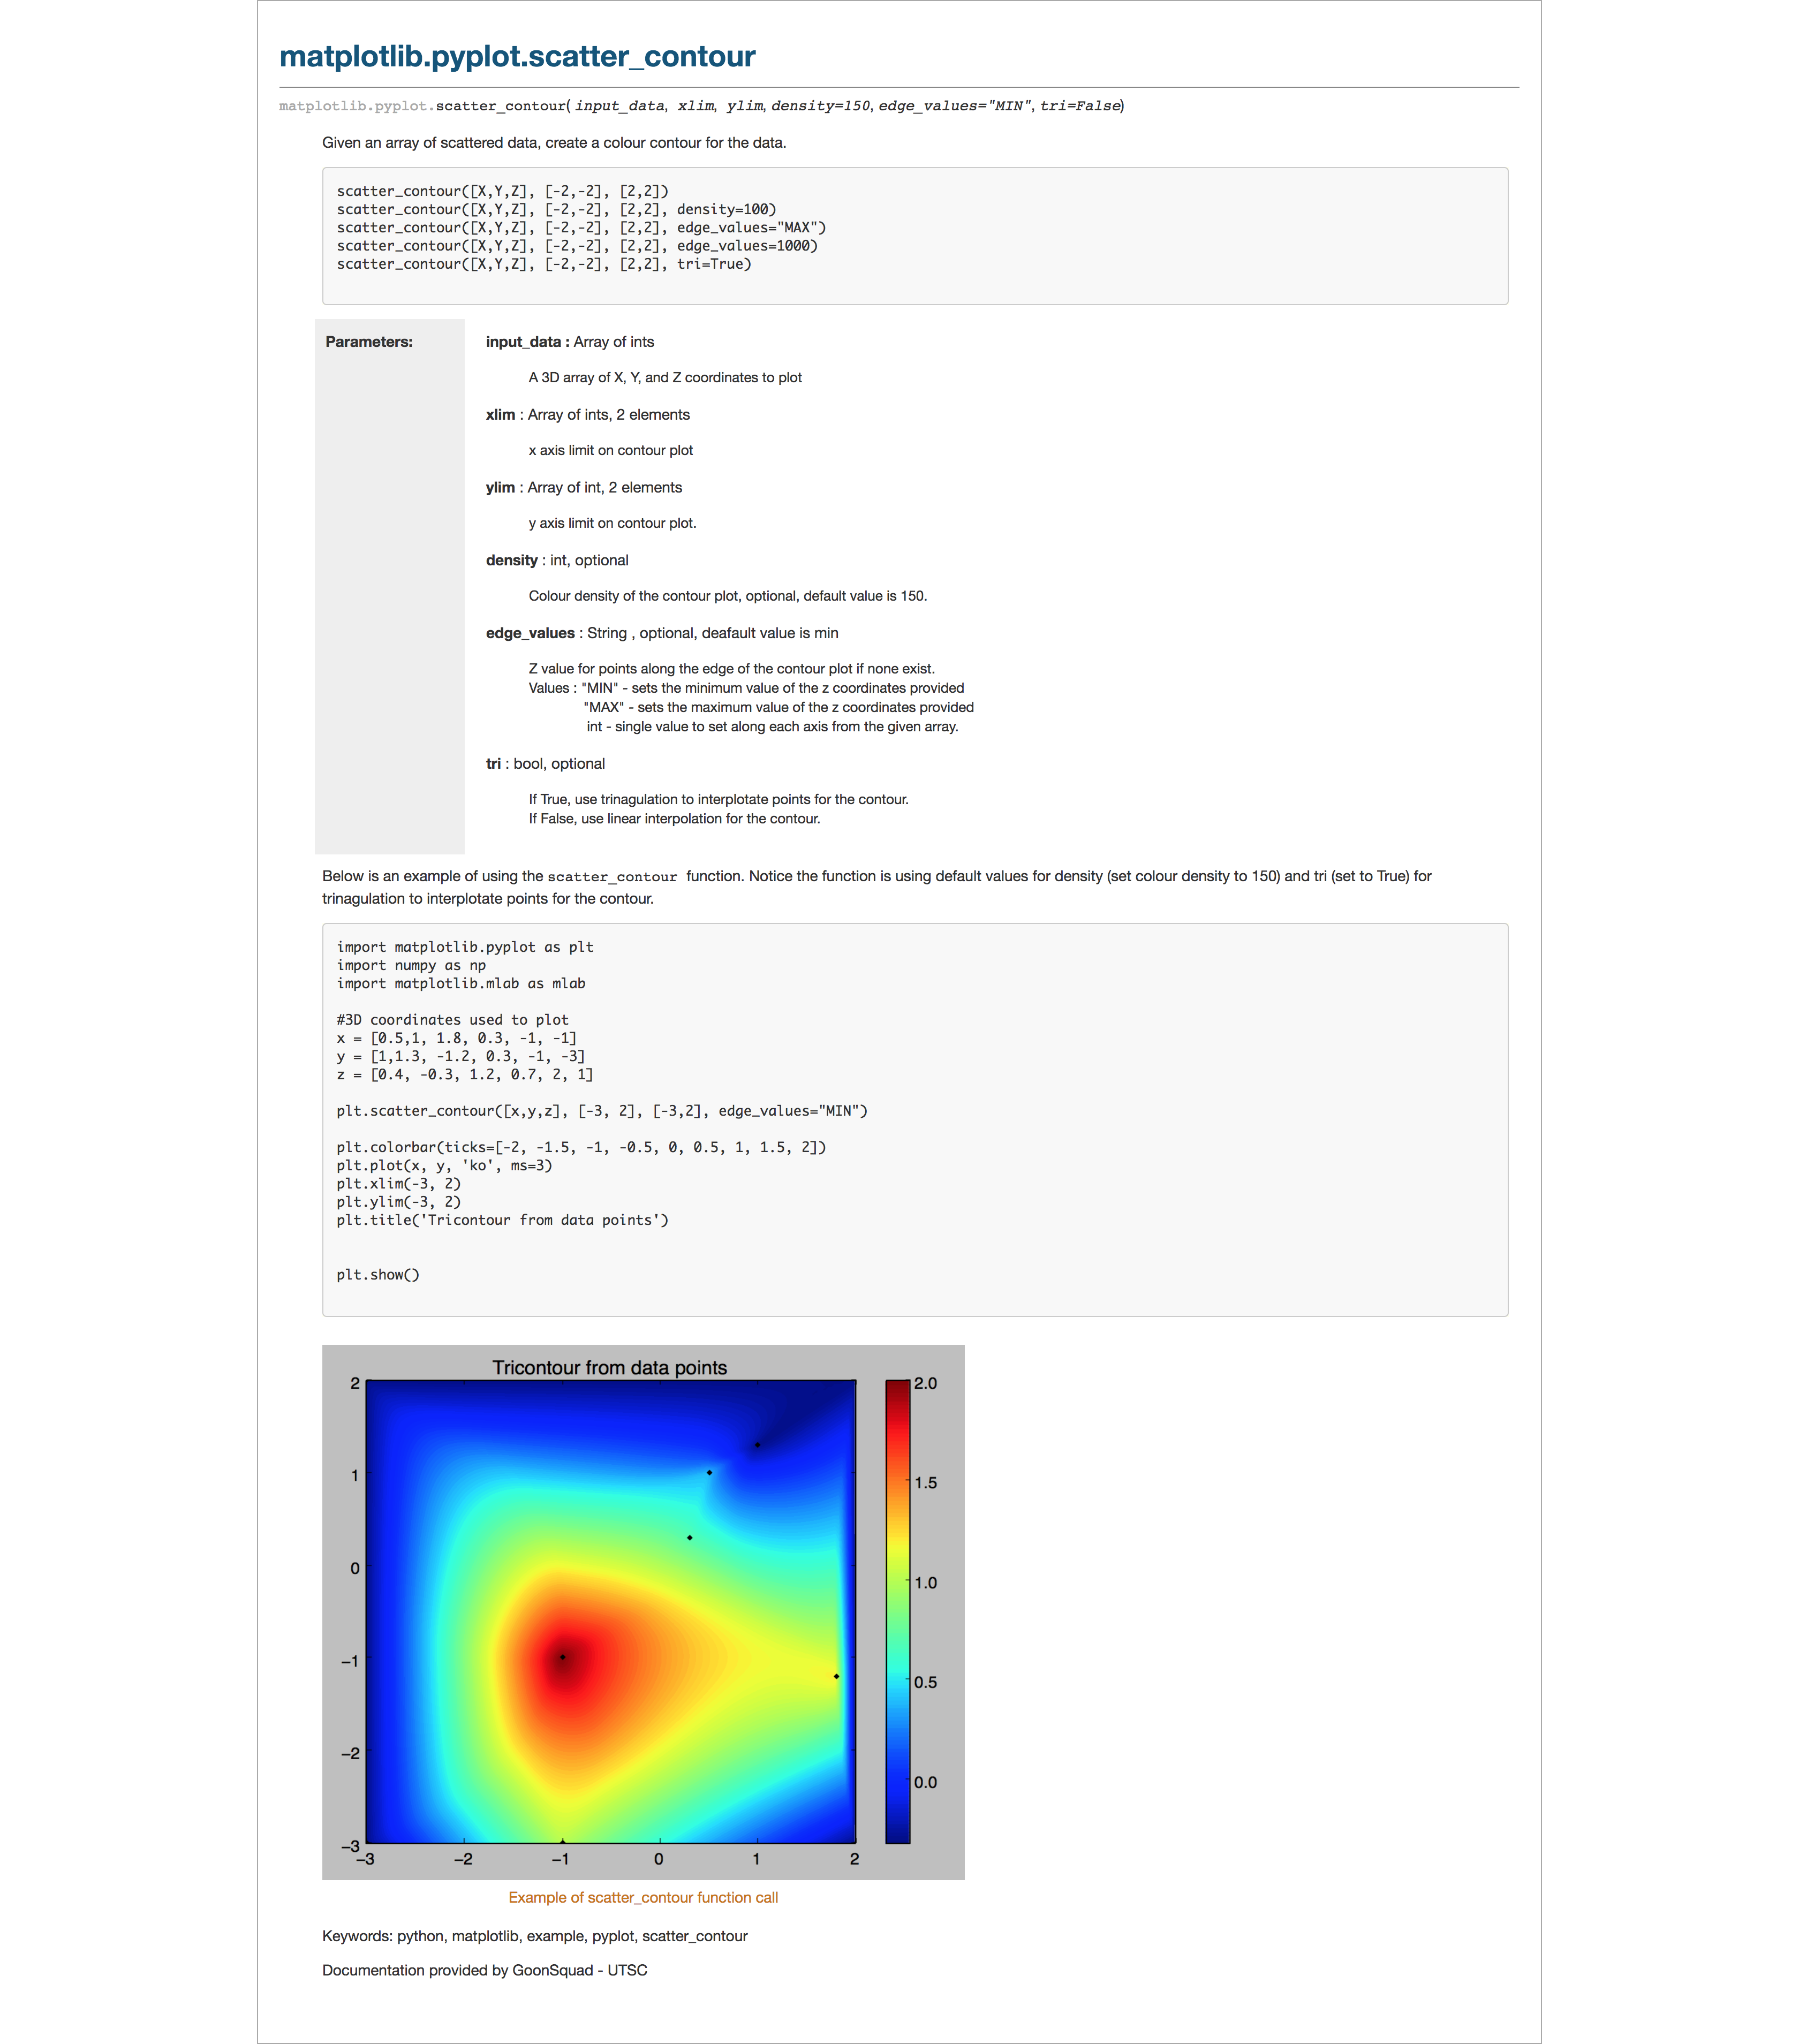 matplotlib.pyplot.scatter_contour
matplotlib.pyplot.scatter_contour( input_data, xlim, ylim, density=150, edge_values="MIN", tri=False)
Given an array of scattered data, create a colour contour for the data.
scatter_contour([X,Y,Z], [-2,-2], [2,2])
scatter_contour([X,Y,Z], [-2,-2], [2,2], density=100)
scatter_contour([X,Y,Z], [-2,-2], [2,2], edge_values="MAX")
scatter_contour([X,Y,Z], [-2,-2], [2,2], edge_values=1000)
scatter_contour([X,Y,Z], [-2,-2], [2,2], tri=True)
Parameters:
input_data : Array of ints
A 3D array of X, Y, and Z coordinates to plot
xlim : Array of ints, 2 elements
x axis limit on contour plot
ylim : Array of int, 2 elements
y axis limit on contour plot.
density : int, optional
Colour density of the contour plot, optional, default value is 150.
edge_values : String , optional, deafault value is min
Z value for points along the edge of the contour plot if none exist.
Values : "MIN" - sets the minimum value of the z coordinates provided
"MAX" - sets the maximum value of the z coordinates provided
int - single value to set along each axis from the given array.
tri : bool, optional
If True, use trinagulation to interplotate points for the contour.
If False, use linear interpolation for the contour.
Below is an example of using the scatter_contour function. Notice the function is using default values for density (set colour density to 150) and tri (set to True) for
trinagulation to interplotate points for the contour.
import matplotlib.pyplot as plt
import numpy as np
import matplotlib.mlab as mlab
#3D coordinates used to plot
x = [0.5,1, 1.8, 0.3, -1, -1]
y = [1,1.3, -1.2, 0.3, -1, -3]
z = [0.4, -0.3, 1.2, 0.7, 2, 1]
plt.scatter_contour([x,y,z], [-3, 2], [-3,2], edge_values="MIN")
plt.colorbar(ticks=[-2, -1.5, -1, -0.5, 0, 0.5, 1, 1.5, 2])
plt.plot(x, y, 'ko', ms=3)
plt.xlim(-3, 2)
plt.ylim(-3, 2)
plt.title('Tricontour from data points')
plt.show()
Tricontour from data points
2
1
0
−1
−2
−3
−3 −2 −1 0 1 2
2.0
1.5
1.0
0.5
0.0
Example of scatter_contour function call
Keywords: python, matplotlib, example, pyplot, scatter_contour
Documentation provided by GoonSquad - UTSC